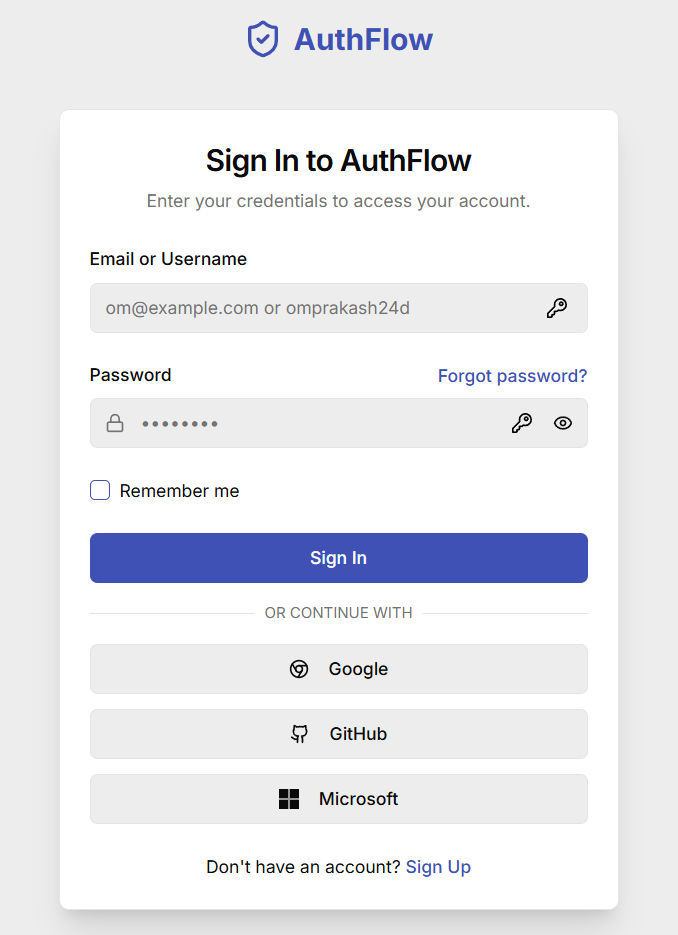 AuthFlow
Sign In to AuthFlow
Enter your credentials to access your account.
Email or Username
om@example.com or omprakash24d
Password
Forgot password?
••••••••
Remember me
Sign In
OR CONTINUE WITH
Google
GitHub
Microsoft
Don't have an account? Sign Up